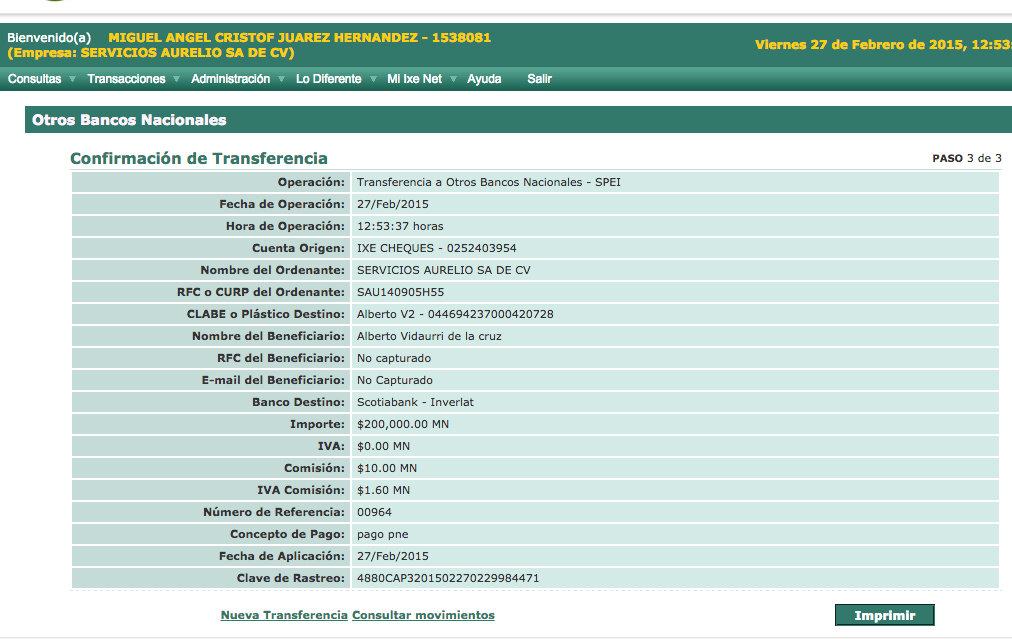 Bienvenido(a) MIGUEL ANGEL CRISTOF JUAREZ HERNANDEZ - 1538081
(Empresa: SERVICIOS AURELIO SA DE CV)
Viernes 27 de Febrero de 2015, 12:53:
Consultas Transacciones Administración Lo Diferente Mi Ixe Net Ayuda Salir
Otros Bancos Nacionales
Confirmación de Transferencia PASO 3 de 3
Operación: Transferencia a Otros Bancos Nacionales - SPEI
Fecha de Operación: 27/Feb/2015
Hora de Operación: 12:53:37 horas
Cuenta Origen: IXE CHEQUES - 0252403954
Nombre del Ordenante: SERVICIOS AURELIO SA DE CV
RFC o CURP del Ordenante: SAU140905H55
CLABE o Plástico Destino: Alberto V2 - 044694237000420728
Nombre del Beneficiario: Alberto Vidaurri de la cruz
RFC del Beneficiario: No capturado
E-mail del Beneficiario: No Capturado
Banco Destino: Scotiabank - Inverlat
Importe: $200,000.00 MN
IVA: $0.00 MN
Comisión: $10.00 MN
IVA Comisión: $1.60 MN
Número de Referencia: 00964
Concepto de Pago: pago pne
Fecha de Aplicación: 27/Feb/2015
Clave de Rastreo: 4880CAP3201502270229984471
Nueva Transferencia Consultar movimientos Imprimir